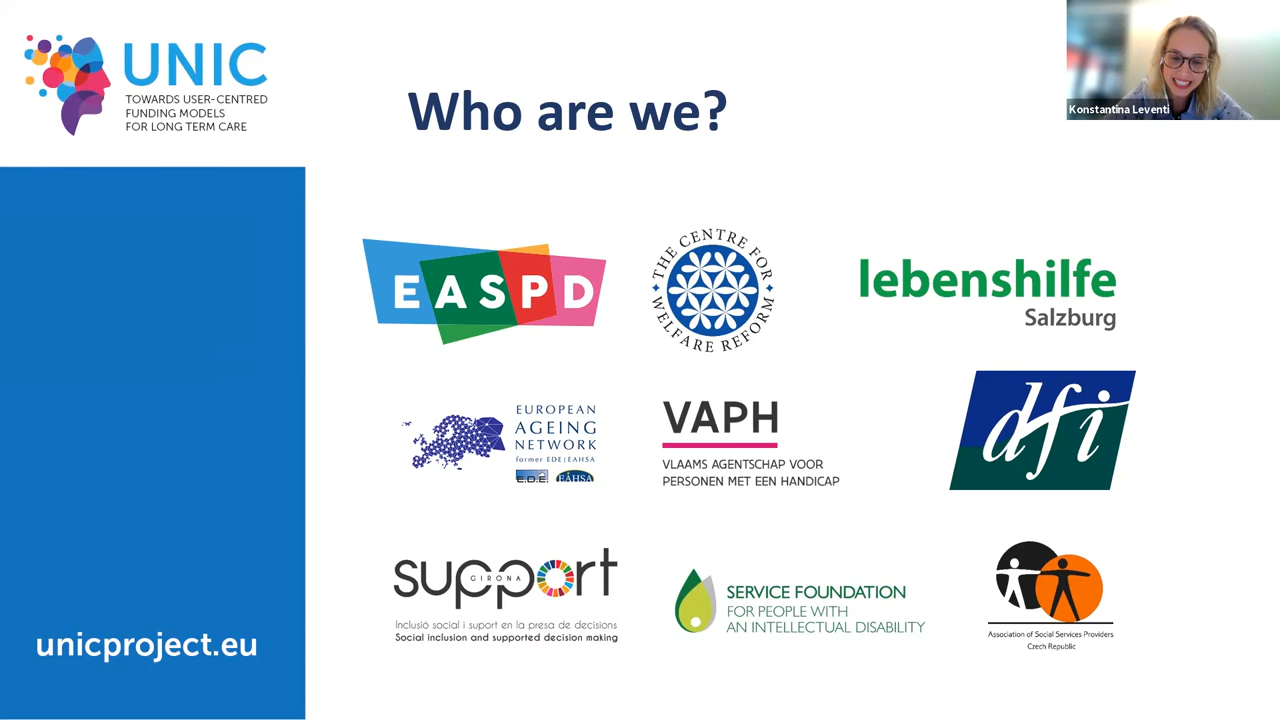 UNIC
TOWARDS USER-CENTRED
FUNDING MODELS
FOR LONG TERM CARE
Who are we?
Konstantina Leventi
EASPD
THE CENTRE FOR
WELFARE REFORM
lebenshilfe
Salzburg
EUROPEAN
AGEING
NETWORK
former EDE|EAHSA
E.D.E.
EAHSA
VAPH
VLAAMS AGENTSCHAP VOOR
PERSONEN MET EEN HANDICAP
dfi
support
GIRONA
Inclusió social i suport en la presa de decisions
Social inclusion and supported decision making
SERVICE FOUNDATION
FOR PEOPLE WITH
AN INTELLECTUAL DISABILITY
Association of Social Services Providers
Czech Republic
unicproject.eu